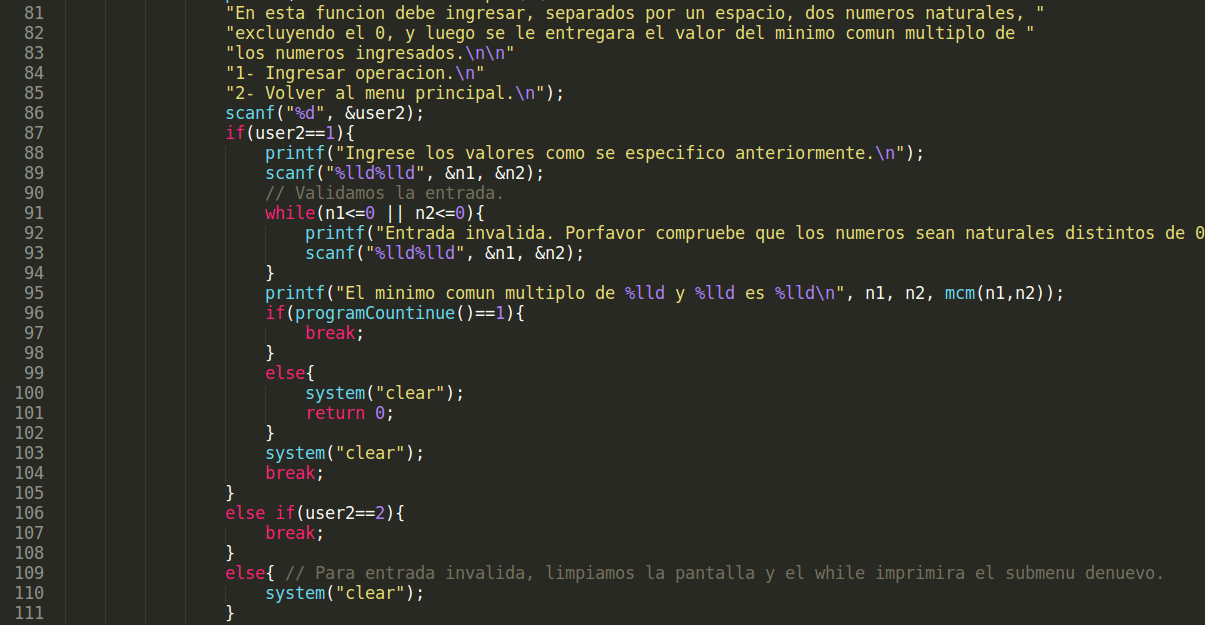 81 "En esta funcion debe ingresar, separados por un espacio, dos numeros naturales, "
82 "excluyendo el 0, y luego se le entregara el valor del minimo comun multiplo de "
83 "los numeros ingresados.\n\n"
84 "1- Ingresar operacion.\n"
85 "2- Volver al menu principal.\n");
86 scanf("%d", &user2);
87 if(user2==1){
88 printf("Ingrese los valores como se especifico anteriormente.\n");
89 scanf("%lld%lld", &n1, &n2);
90 // Validamos la entrada.
91 while(n1<=0 || n2<=0){
92 printf("Entrada invalida. Porfavor compruebe que los numeros sean naturales distintos de 0
93 scanf("%lld%lld", &n1, &n2);
94 }
95 printf("El minimo comun multiplo de %lld y %lld es %lld\n", n1, n2, mcm(n1,n2));
96 if(programCountinue()==1){
97 break;
98 }
99 else{
100 system("clear");
101 return 0;
102 }
103 system("clear");
104 break;
105 }
106 else if(user2==2){
107 break;
108 }
109 else{ // Para entrada invalida, limpiamos la pantalla y el while imprimira el submenu denuevo.
110 system("clear");
111 }